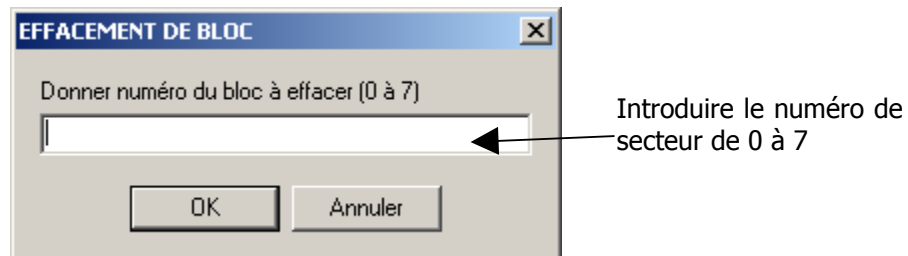 EFFACEMENT DE BLOC
Donner numéro du bloc à effacer (0 à 7)
Introduire le numéro de
secteur de 0 à 7
OK
Annuler